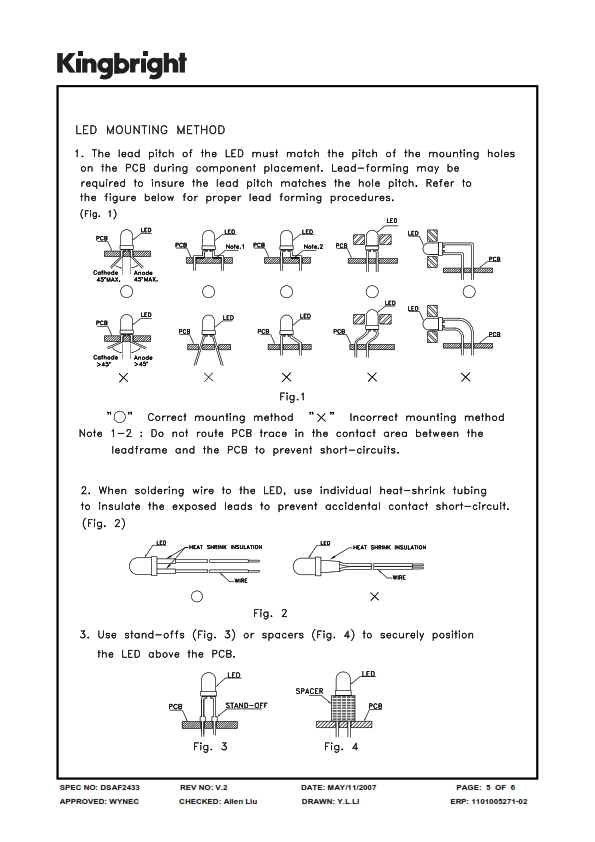 Kingbright
LED MOUNTING METHOD
1. The lead pitch of the LED must match the pitch of the mounting holes
on the PCB during component placement. Lead-forming may be
required to insure the lead pitch matches the hole pitch. Refer to
the figure below for proper lead forming procedures.
(Fig. 1)
LED
PCB
Cathode 45°MAX.
Anode 45°MAX.
LED
PCB
Note.1
LED
PCB
Note.2
LED
PCB
LED
PCB
LED
PCB
Cathode >45°
Anode >45°
LED
PCB
LED
PCB
LED
PCB
LED
PCB
Fig.1
"○" Correct mounting method "×" Incorrect mounting method
Note 1-2 : Do not route PCB trace in the contact area between the
leadframe and the PCB to prevent short-circuits.
2. When soldering wire to the LED, use individual heat-shrink tubing
to insulate the exposed leads to prevent accidental contact short-circuit.
(Fig. 2)
LED
HEAT SHRINK INSULATION
WIRE
LED
HEAT SHRINK INSULATION
WIRE
Fig. 2
3. Use stand-offs (Fig. 3) or spacers (Fig. 4) to securely position
the LED above the PCB.
LED
PCB
STAND-OFF
LED
SPACER
PCB
Fig. 3 Fig. 4
SPEC NO: DSAF2433 REV NO: V.2 DATE: MAY/11/2007 PAGE: 5 OF 6
APPROVED: WYNEC CHECKED: Allen Liu DRAWN: Y.L.LI ERP: 1101005271-02